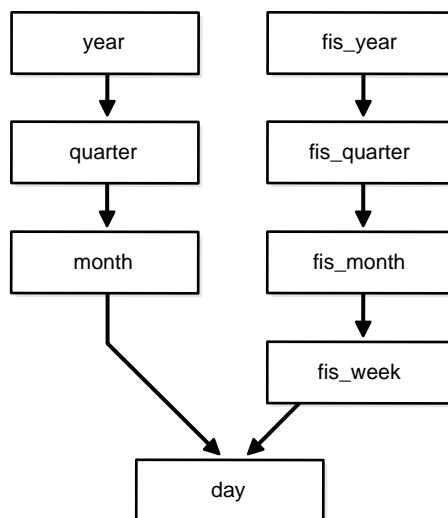 year
fis_year
quarter
fis_quarter
month
fis_month
fis_week
day